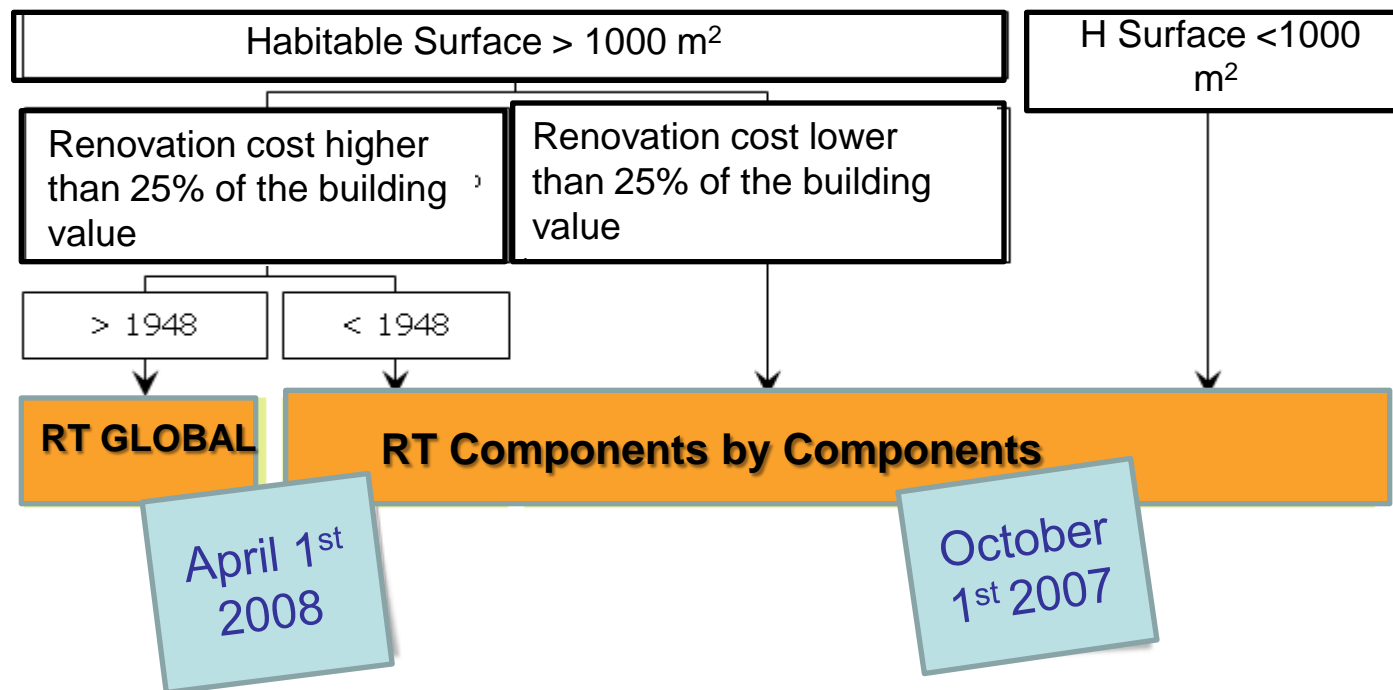 Habitable Surface > 1000 m²
H Surface <1000
m²
Renovation cost higher
than 25% of the building
value
Renovation cost lower
than 25% of the building
value
> 1948
< 1948
RT GLOBAL
RT Components by Components
April 1st
2008
October
1st 2007